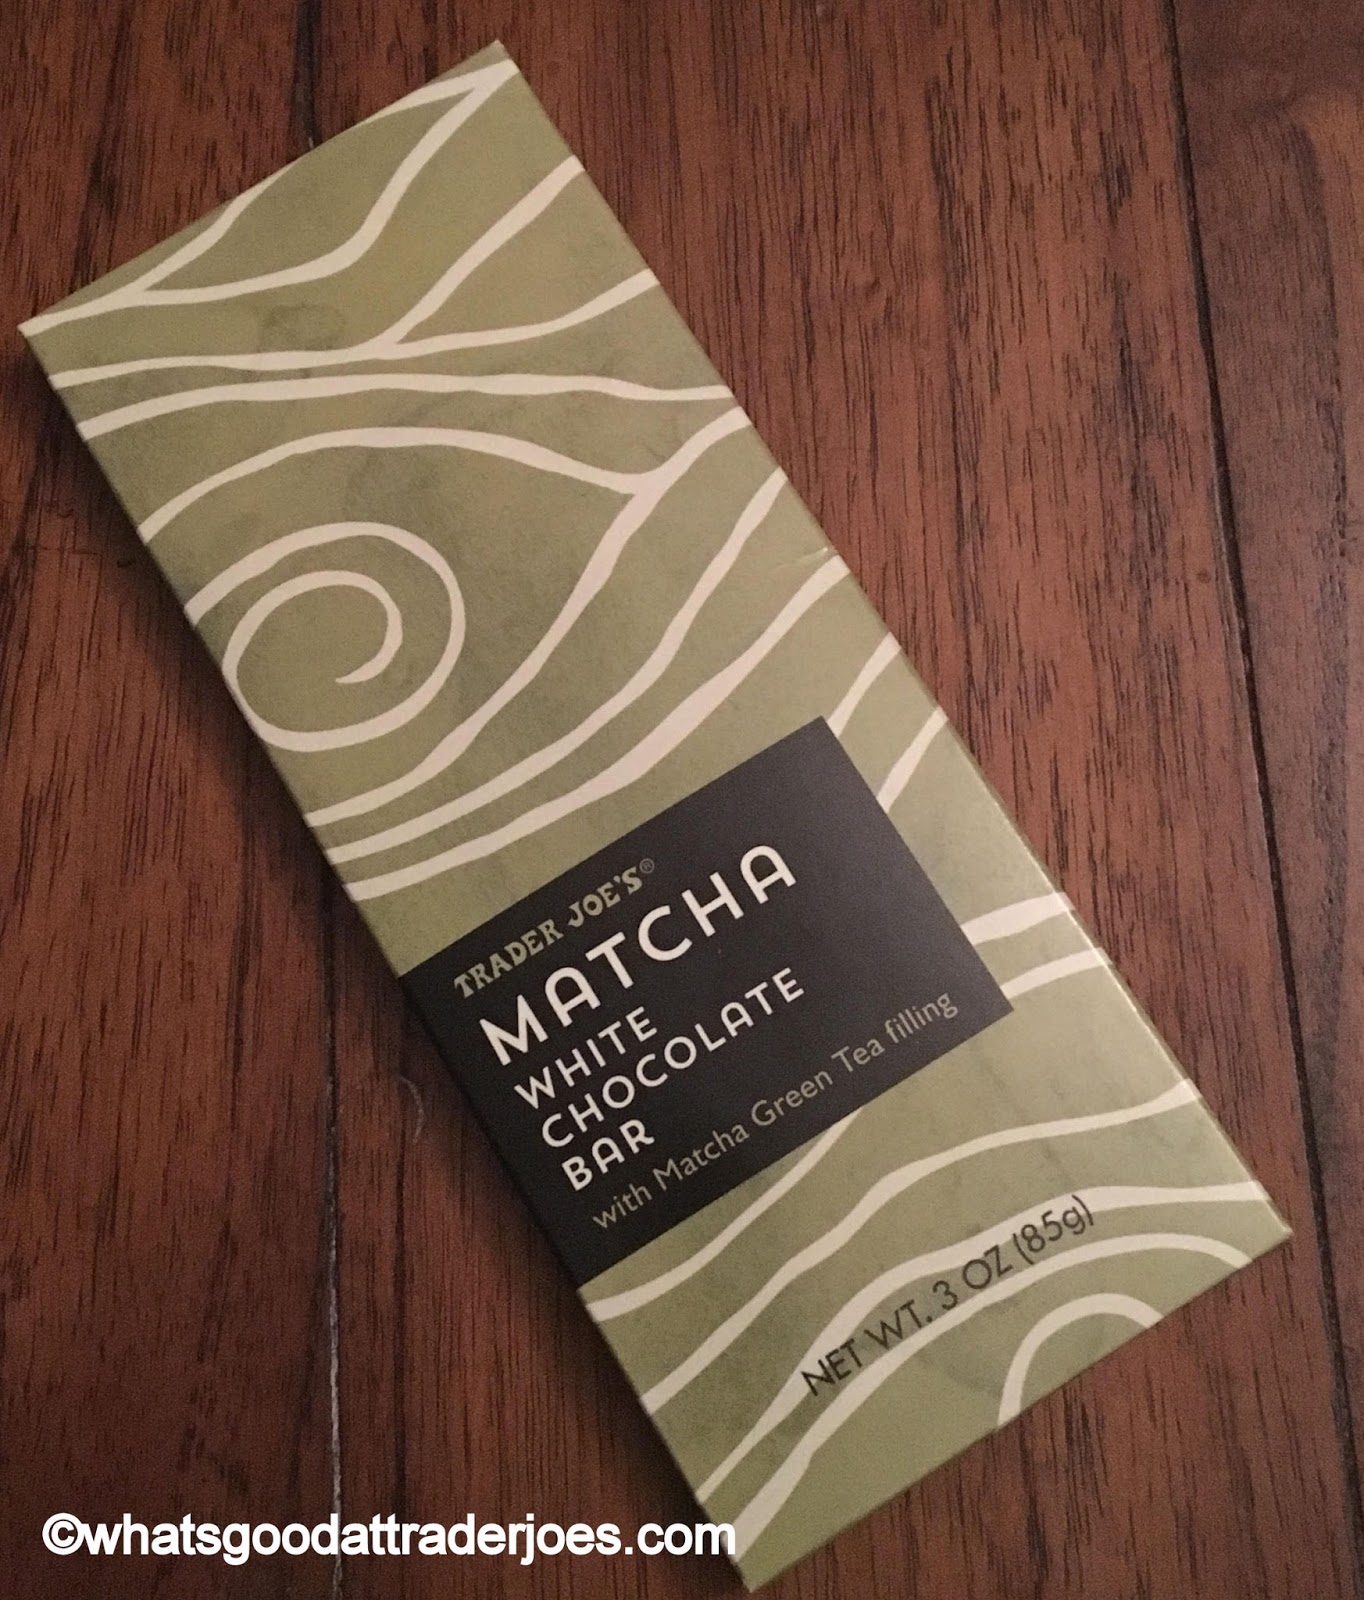 TRADER JOE'S®
MATCHA
WHITE
CHOCOLATE
BAR
with Matcha Green Tea filling
NET WT. 3 OZ (85g)
©whatsgoodattraderjoes.com